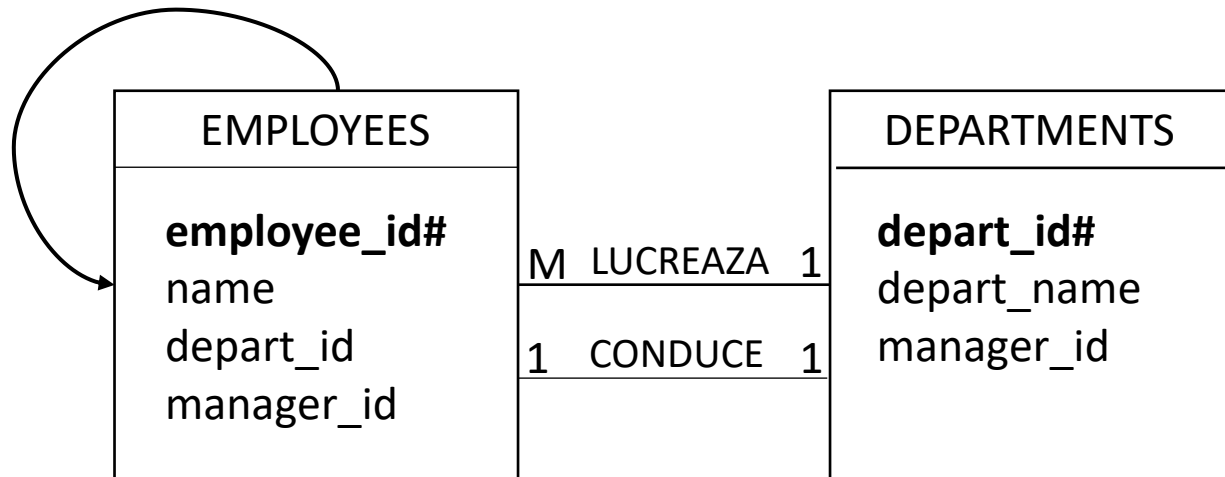 EMPLOYEES
employee_id#
name
depart_id
manager_id
M LUCREAZA 1
1 CONDUCE 1
DEPARTMENTS
depart_id#
depart_name
manager_id